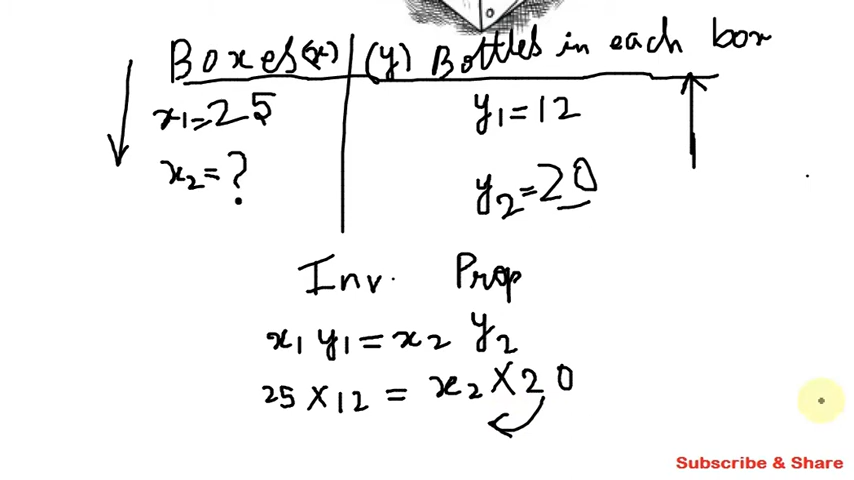 Boxes(x) (y) Bottles in each box
x1=25 y1=12
x2=? y2=20
Inv. Prop
x1 y1 = x2 y2
25 X 12 = x2 X 20
Subscribe & Share